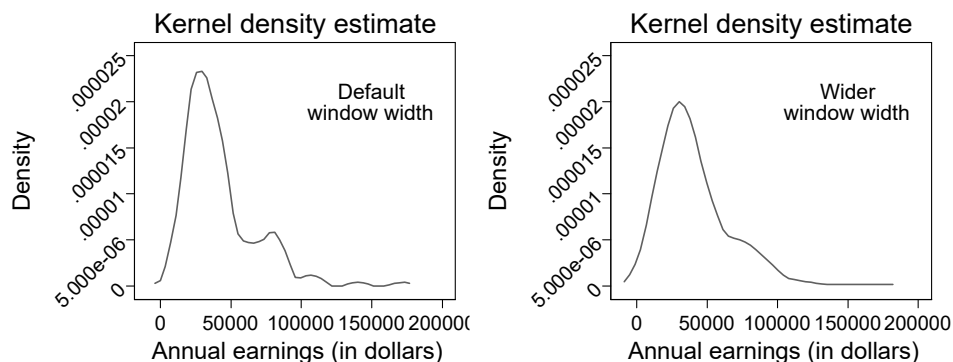 Kernel density estimate
Default
window width
Density
.000025
.00002
.000015
.00001
5.000e-06
0
0 50000 100000 150000 20000
Annual earnings (in dollars)
Kernel density estimate
Wider
window width
Density
.000025
.00002
.000015
.00001
5.000e-06
0
0 50000 100000 150000 200000
Annual earnings (in dollars)